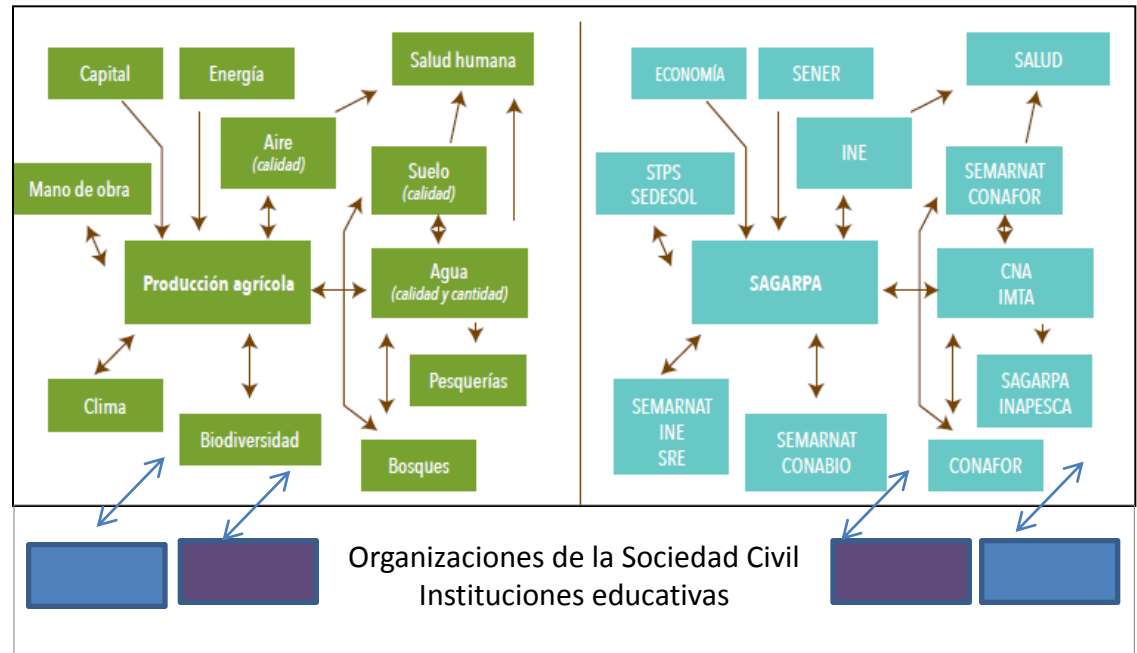 Capital
Energía
Salud humana
Aire
(calidad)
Suelo
(calidad)
Mano de obra
Producción agrícola
Agua
(calidad y cantidad)
Clima
Pesquerías
Biodiversidad
Bosques
ECONOMÍA
SENER
SALUD
INE
STPS
SEDESOL
SEMARNAT
CONAFOR
SAGARPA
CNA
IMTA
SEMARNAT
INE
SRE
SAGARPA
INAPESCA
SEMARNAT
CONABIO
CONAFOR
Organizaciones de la Sociedad Civil
Instituciones educativas